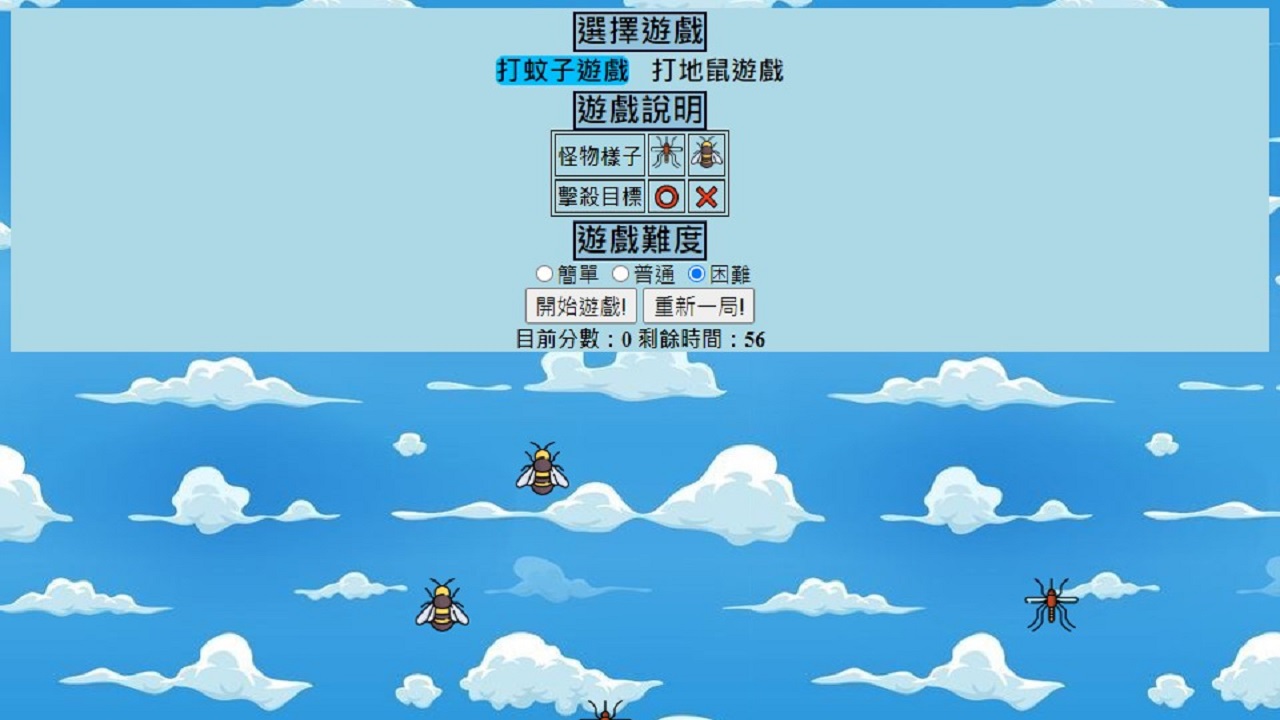 選擇遊戲
打蚊子遊戲 打地鼠遊戲
遊戲說明
怪物樣子
擊殺目標
遊戲難度
簡單 普通 困難
開始遊戲! 重新一局!
目前分數：0 剩餘時間：56